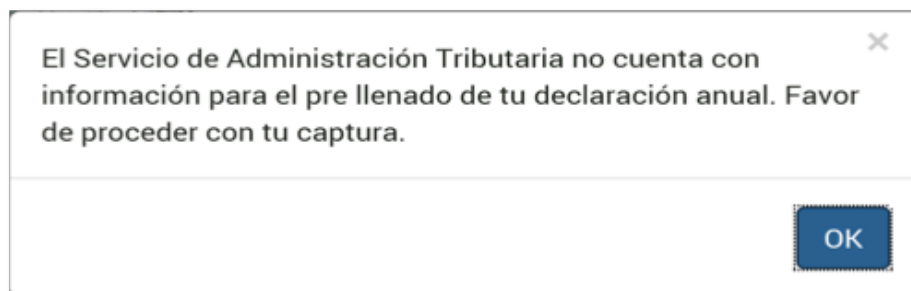 El Servicio de Administración Tributaria no cuenta con
información para el pre llenado de tu declaración anual. Favor
de proceder con tu captura.
×
OK